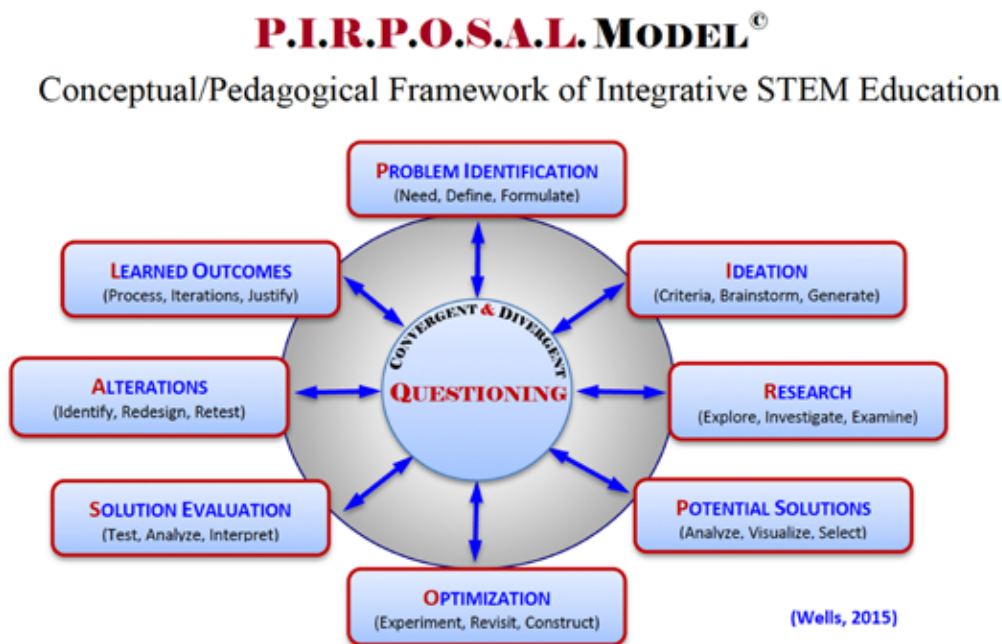 P.I.R.P.O.S.A.L. MODEL©
Conceptual/Pedagogical Framework of Integrative STEM Education
PROBLEM IDENTIFICATION
(Need, Define, Formulate)
IDEATION
(Criteria, Brainstorm, Generate)
RESEARCH
(Explore, Investigate, Examine)
POTENTIAL SOLUTIONS
(Analyze, Visualize, Select)
OPTIMIZATION
(Experiment, Revisit, Construct)
SOLUTION EVALUATION
(Test, Analyze, Interpret)
ALTERATIONS
(Identify, Redesign, Retest)
LEARNED OUTCOMES
(Process, Iterations, Justify)
CONVERGENT & DIVERGENT
QUESTIONING
(Wells, 2015)